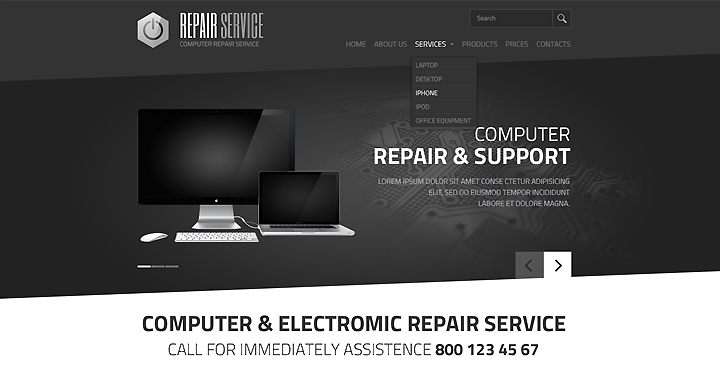 REPAIR SERVICE
COMPUTER REPAIR SERVICE
Search
HOME ABOUT US SERVICES PRODUCTS PRICES CONTACTS
LAPTOP
DESKTOP
IPHONE
IPOD
OFFICE EQUIPMENT
COMPUTER
REPAIR & SUPPORT
LOREM IPSUM DOLOR SIT AMET CONSE CTETUR ADIPISICING
ELIT, SED DO EIUSMOD TEMPOR INCIDIDUNT
LABORE ET DOLORE MAGNA.
COMPUTER & ELECTROMIC REPAIR SERVICE
CALL FOR IMMEDIATELY ASSISTENCE 800 123 45 67